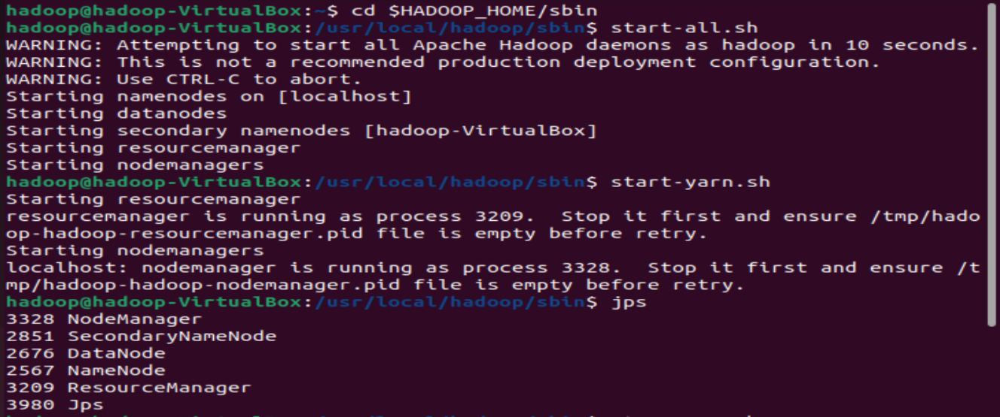 hadoop@hadoop-VirtualBox:~$ cd $HADOOP_HOME/sbin
hadoop@hadoop-VirtualBox:/usr/local/hadoop/sbin$ start-all.sh
WARNING: Attempting to start all Apache Hadoop daemons as hadoop in 10 seconds.
WARNING: This is not a recommended production deployment configuration.
WARNING: Use CTRL-C to abort.
Starting namenodes on [localhost]
Starting datanodes
Starting secondary namenodes [hadoop-VirtualBox]
Starting resourcemanager
Starting nodemanagers
hadoop@hadoop-VirtualBox:/usr/local/hadoop/sbin$ start-yarn.sh
Starting resourcemanager
resourcemanager is running as process 3209.  Stop it first and ensure /tmp/hado
op-hadoop-resourcemanager.pid file is empty before retry.
Starting nodemanagers
localhost: nodemanager is running as process 3328.  Stop it first and ensure /t
mp/hadoop-hadoop-nodemanager.pid file is empty before retry.
hadoop@hadoop-VirtualBox:/usr/local/hadoop/sbin$ jps
3328 NodeManager
2851 SecondaryNameNode
2676 DataNode
2567 NameNode
3209 ResourceManager
3980 Jps